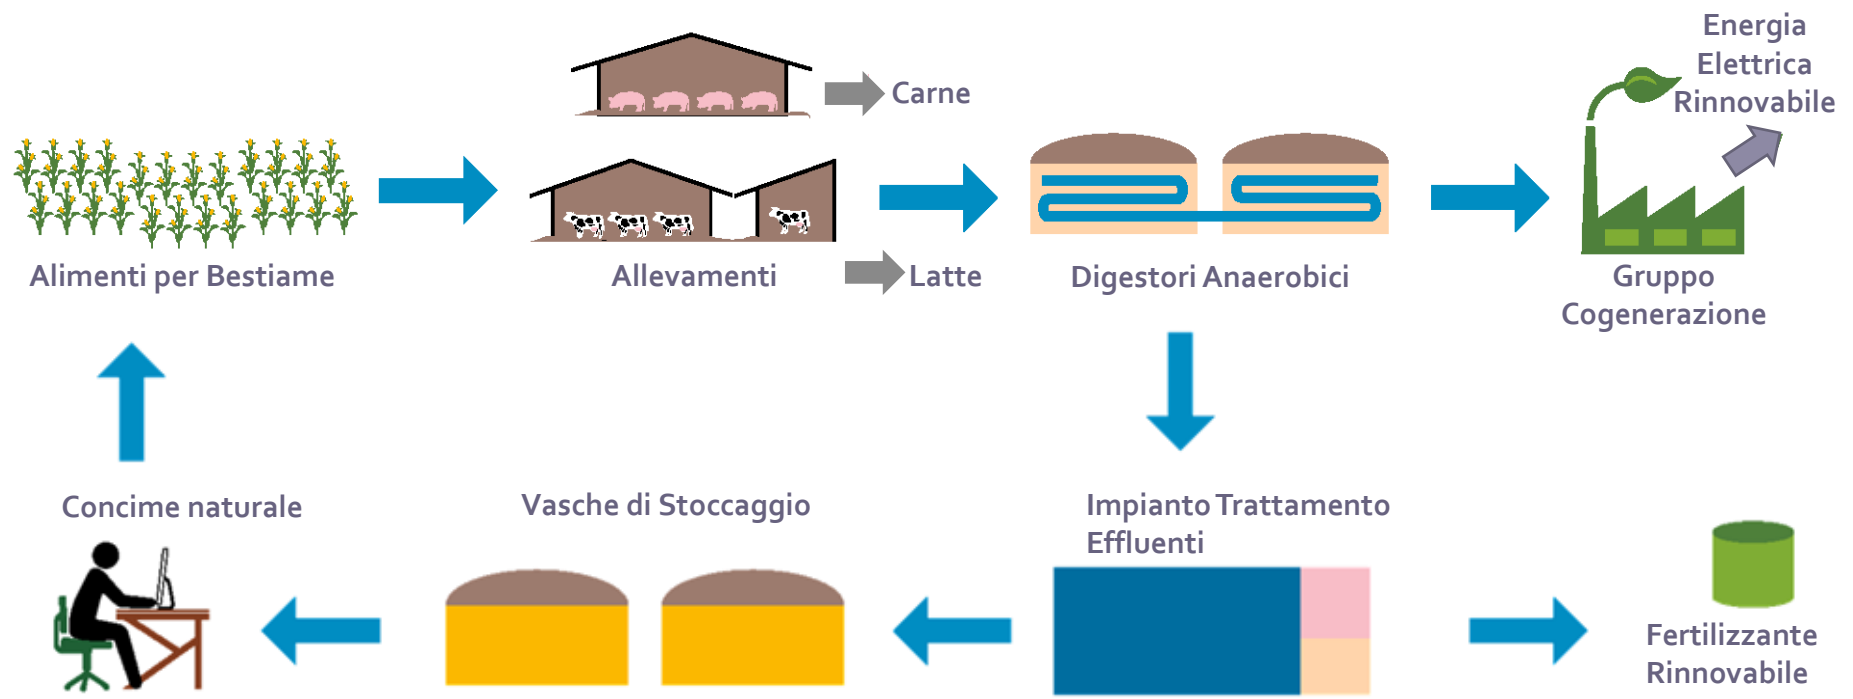 Energia
Elettrica
Rinnovabile
Carne
Alimenti per Bestiame
Allevamenti
Latte
Digestori Anaerobici
Gruppo
Cogenerazione
Concime naturale
Vasche di Stoccaggio
Impianto Trattamento
Effluenti
Fertilizzante
Rinnovabile